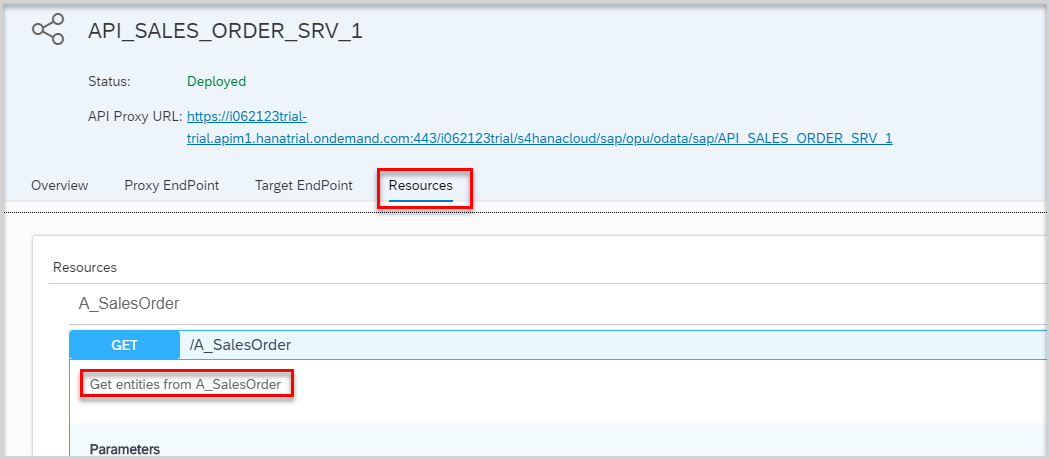 API_SALES_ORDER_SRV_1
Status: Deployed
API Proxy URL: https://i062123trial-
trial.apim1.hanatrial.ondemand.com:443/i062123trial/s4hanacloud/sap/opu/odata/sap/API_SALES_ORDER_SRV_1
Overview Proxy EndPoint Target EndPoint Resources
Resources
A_SalesOrder
GET /A_SalesOrder
Get entities from A_SalesOrder
Parameters